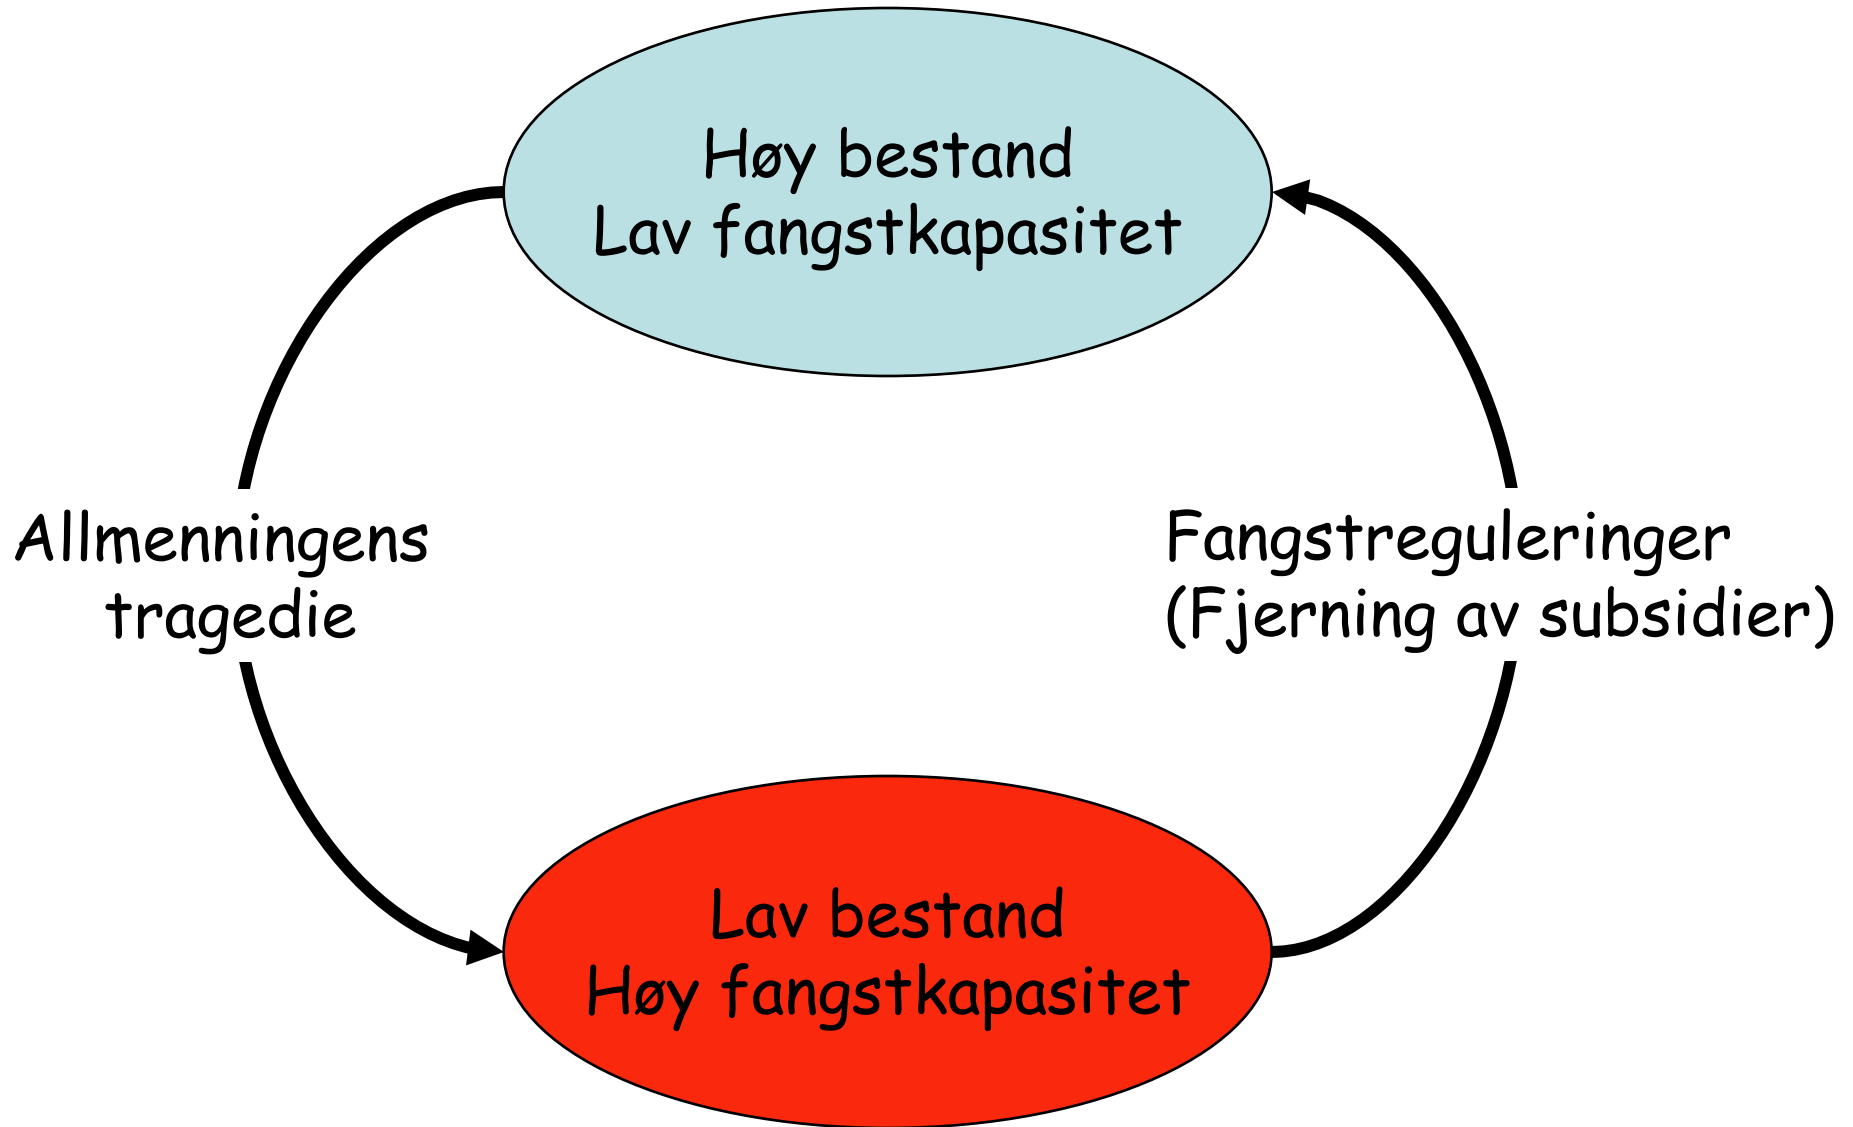 Høy bestand
Lav fangstkapasitet
Allmenningens
tragedie
Fangstreguleringer
(Fjerning av subsidier)
Lav bestand
Høy fangstkapasitet